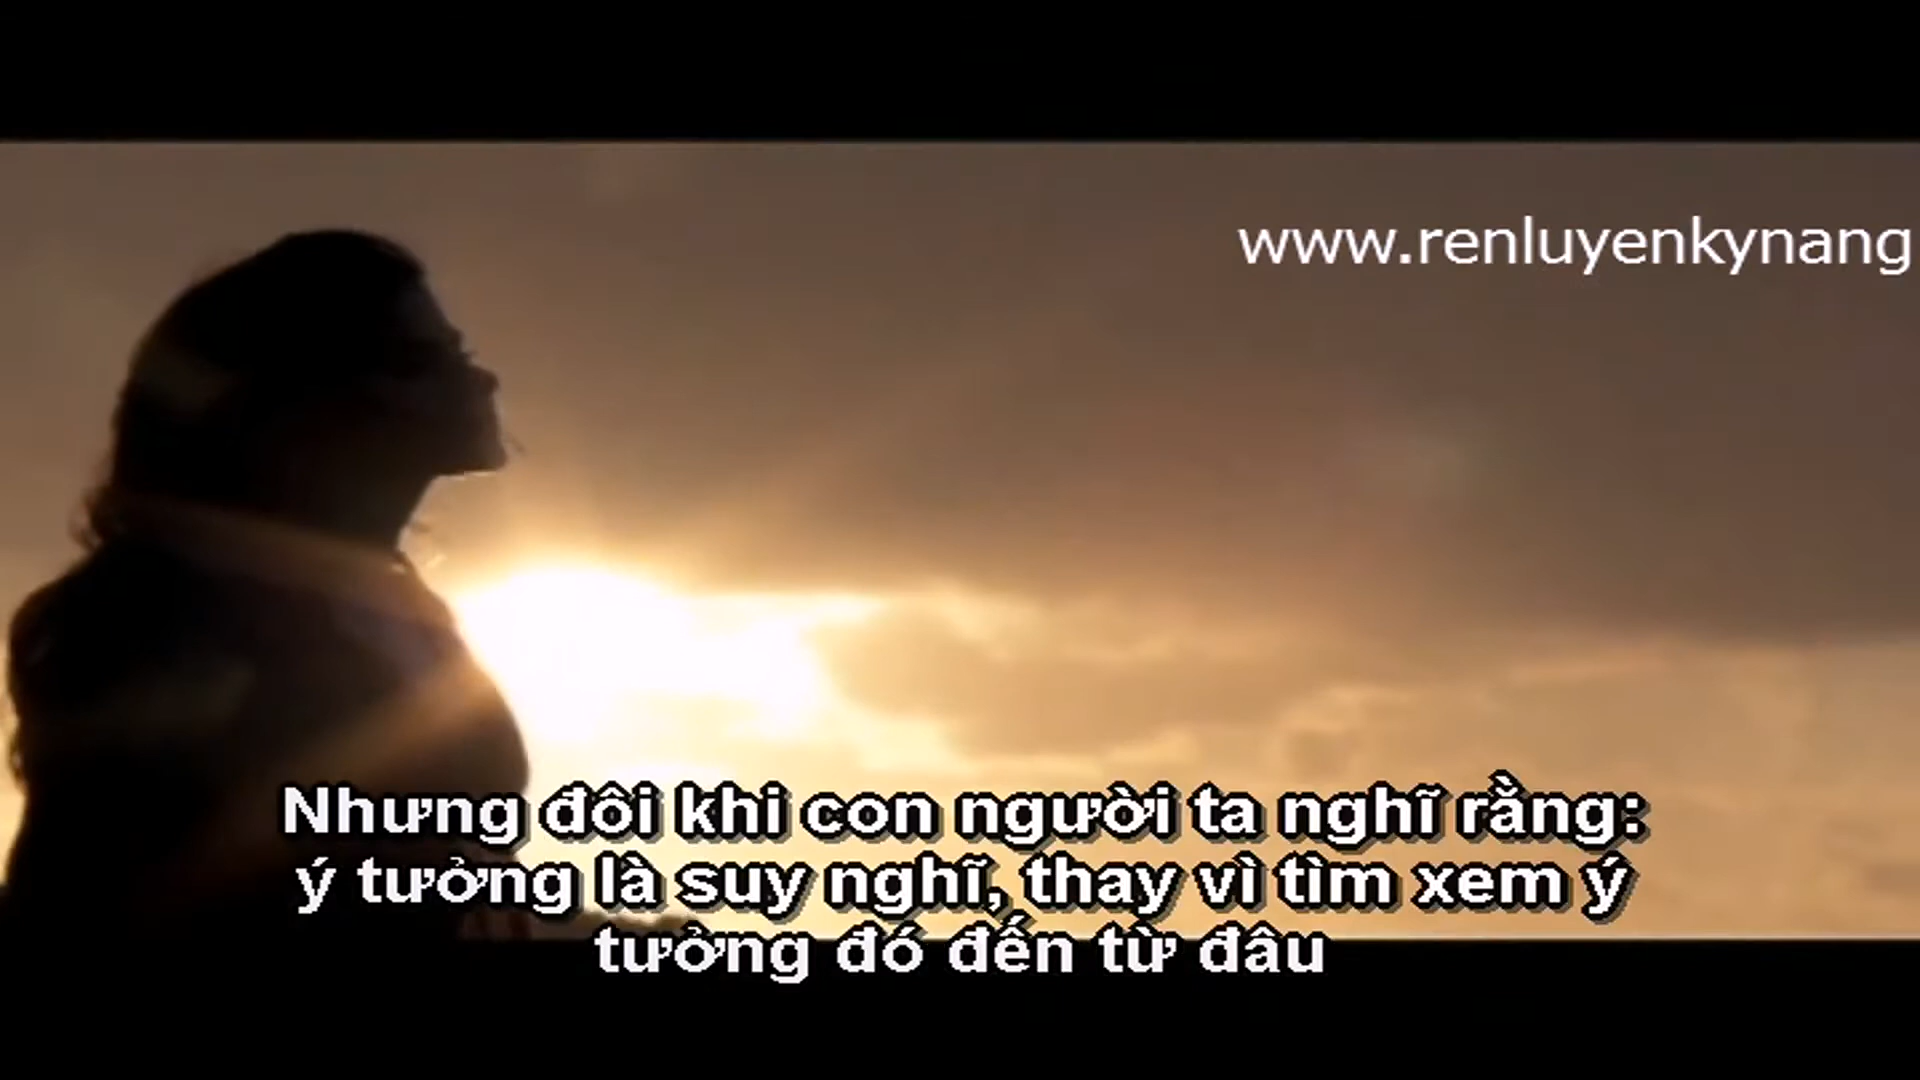 www.renluyenkynang
Nhưng đôi khi con người ta nghĩ rằng:
ý tưởng là suy nghĩ, thay vì tìm xem ý
tưởng đó đến từ đâu